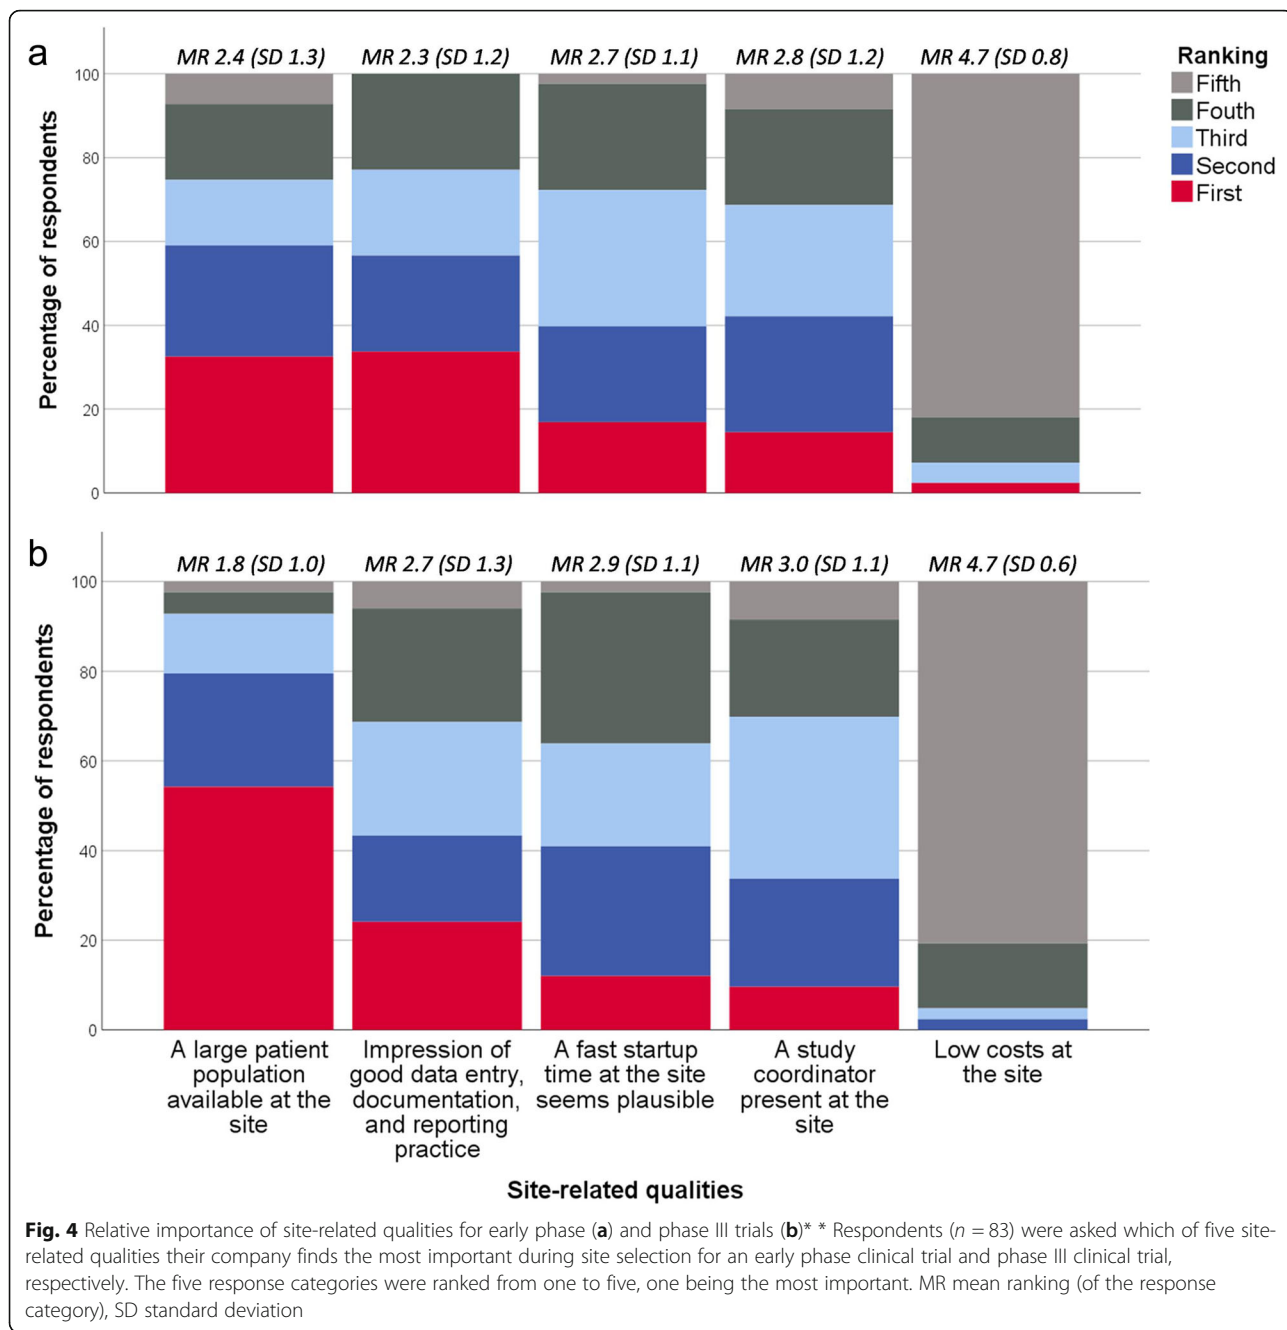 a
MR 2.4 (SD 1.3) MR 2.3 (SD 1.2) MR 2.7 (SD 1.1) MR 2.8 (SD 1.2) MR 4.7 (SD 0.8)
Ranking
Fifth
Fouth
Third
Second
First
Percentage of respondents
100
80
60
40
20
0
b
MR 1.8 (SD 1.0) MR 2.7 (SD 1.3) MR 2.9 (SD 1.1) MR 3.0 (SD 1.1) MR 4.7 (SD 0.6)
Percentage of respondents
100
80
60
40
20
0
A large patient
population
available at the
site
Impression of
good data entry,
documentation,
and reporting
practice
A fast startup
time at the site
seems plausible
A study
coordinator
present at the
site
Low costs at
the site
Site-related qualities
Fig. 4 Relative importance of site-related qualities for early phase (a) and phase III trials (b)* * Respondents (n = 83) were asked which of five site-
related qualities their company finds the most important during site selection for an early phase clinical trial and phase III clinical trial,
respectively. The five response categories were ranked from one to five, one being the most important. MR mean ranking (of the response
category), SD standard deviation